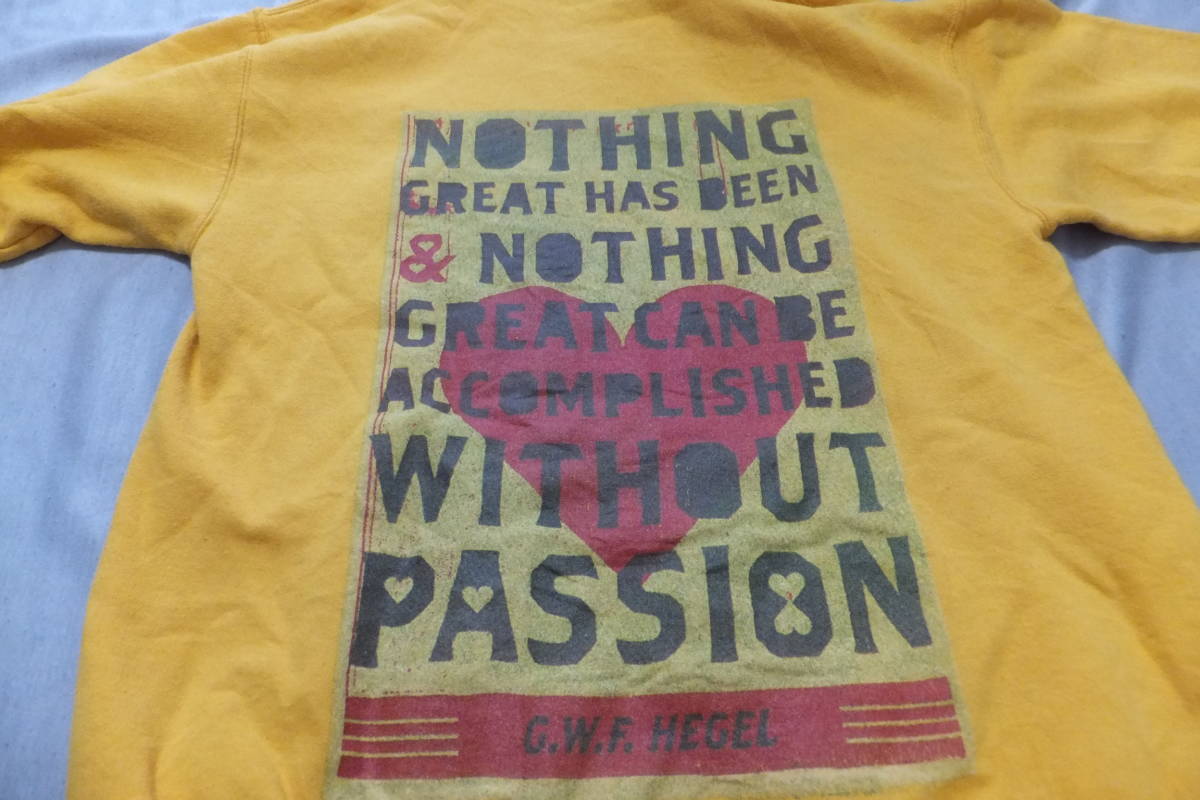 NOTHING
GREAT HAS BEEN
& NOTHING
GREAT CAN BE
ACCOMPLISHED
WITHOUT
PASSION
G.W.F. HEGEL